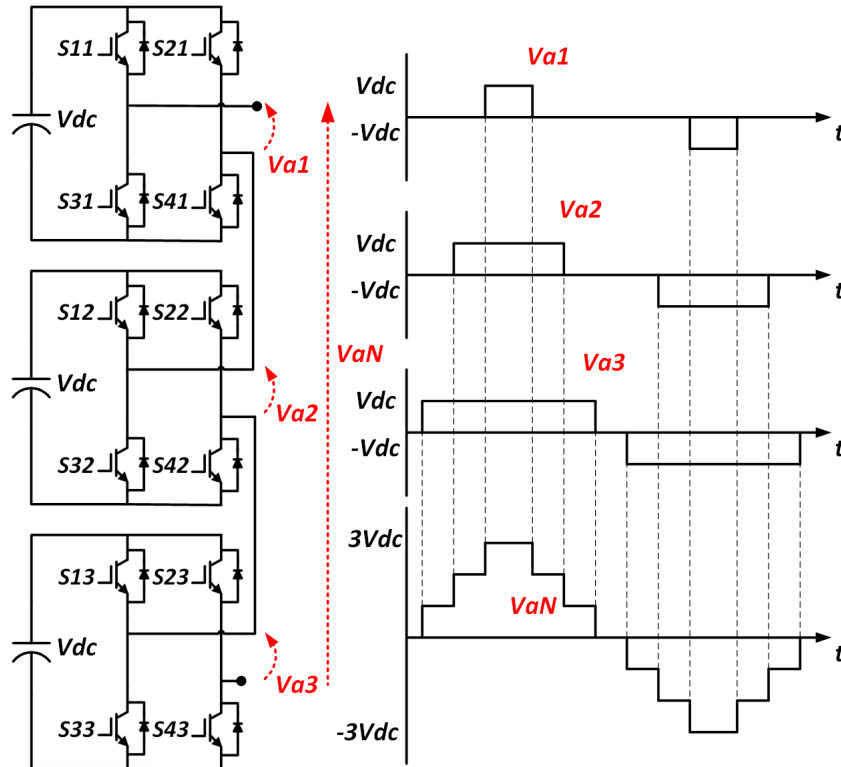 S11
S21
Vdc
Va1
S31
S41
S12
S22
VaN
Vdc
Va2
S32
S42
S13
S23
Vdc
Va3
S33
S43
Va1
Vdc
-Vdc
t
Va2
Vdc
-Vdc
t
Va3
Vdc
-Vdc
t
3Vdc
VaN
t
-3Vdc